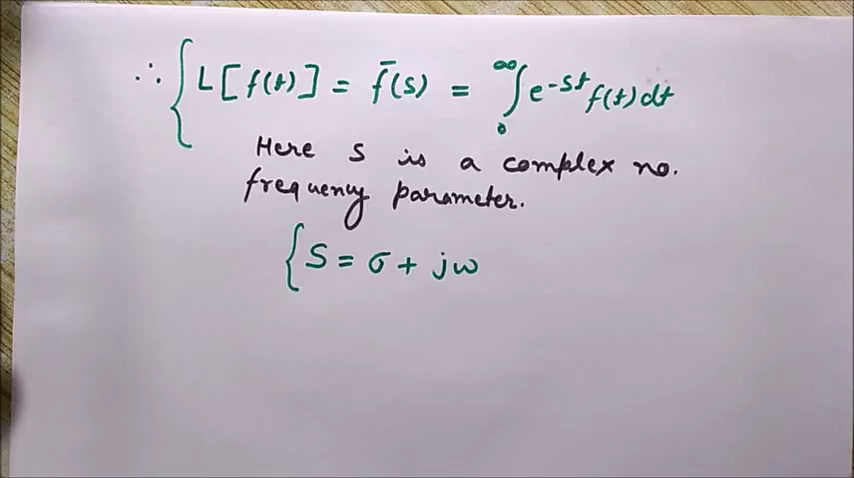 ∴ { L[f(t)] = f̄(s) = ∫₀^∞ e^{-st} f(t) dt
Here s is a complex no.
frequency parameter.
{ S = σ + jω